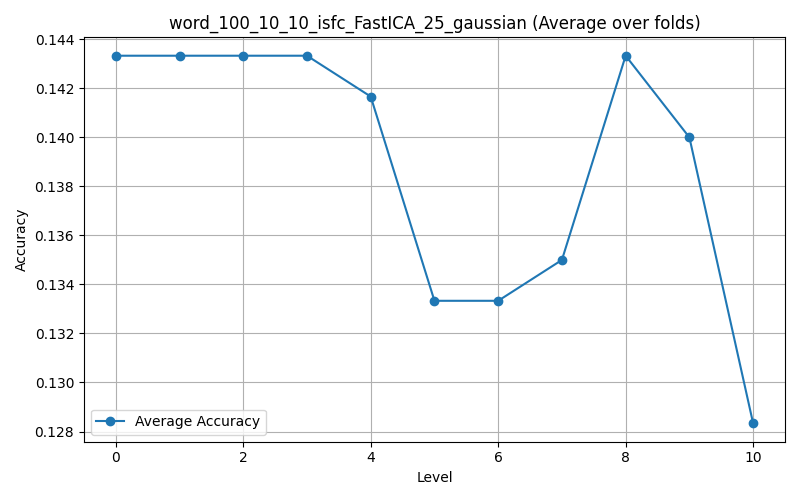 word_100_10_10_isfc_FastICA_25_gaussian (Average over folds)
0.144
0.142
0.140
0.138
0.136
0.134
0.132
0.130
0.128
Accuracy
Average Accuracy
0 2 4 6 8 10
Level